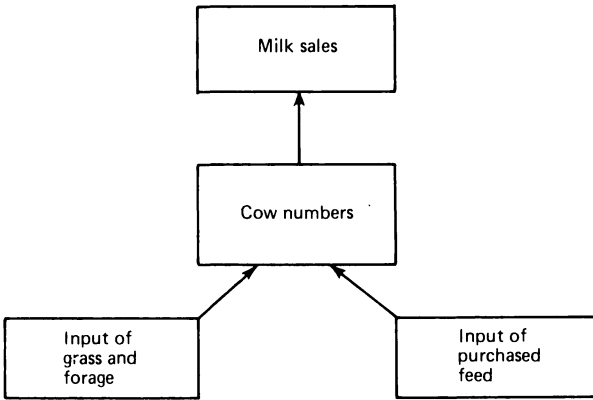 Milk sales
Cow numbers
Input of
grass and
forage
Input of
purchased
feed